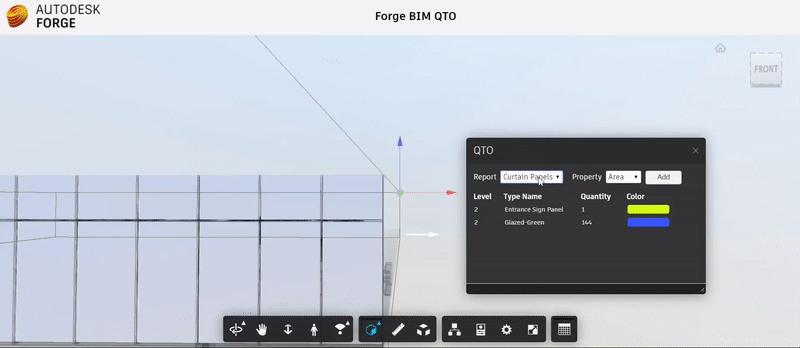 AUTODESK
FORGE
Forge BIM QTO
FRONT
QTO
Report Curtain Panels Property Area Add
Level Type Name Quantity Color
2 Entrance Sign Panel 1
2 Glazed-Green 144